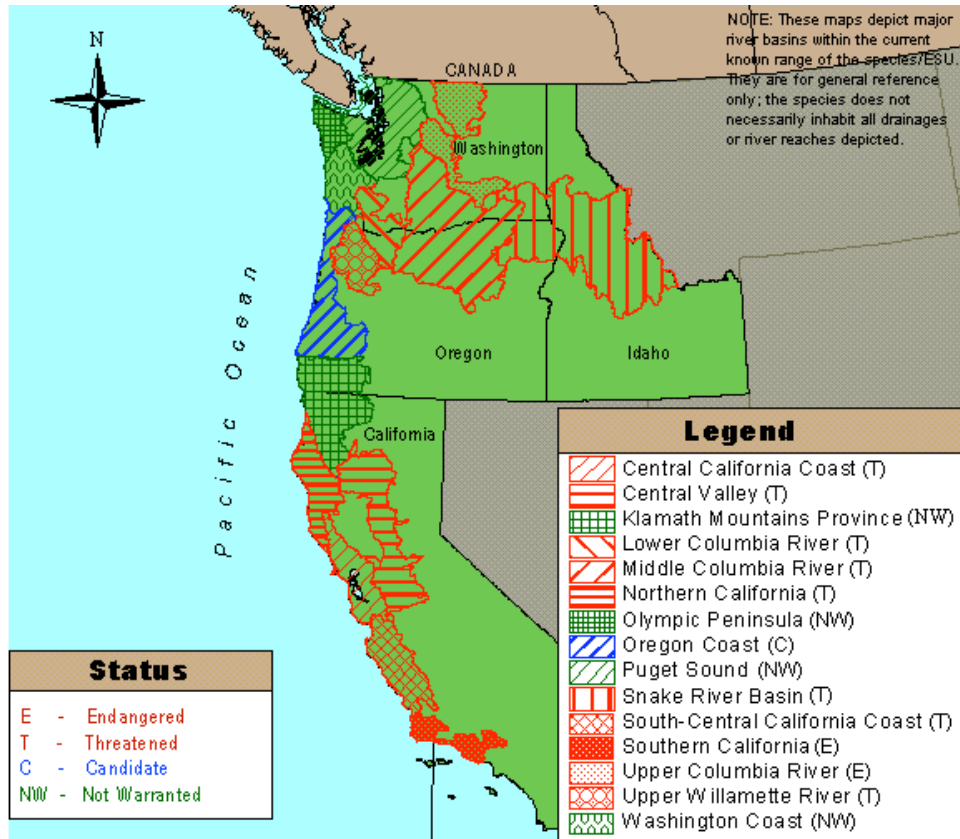 NOTE: These maps depict major
river basins within the current
known range of the species/ESU.
They are for general reference
only; the species does not
necessarily inhabit all drainages
or river reaches depicted.
N
CANADA
Washington
Pacific Ocean
Oregon
Idaho
California
Legend
Central California Coast (T)
Central Valley (T)
Klamath Mountains Province (NW)
Lower Columbia River (T)
Middle Columbia River (T)
Northern California (T)
Olympic Peninsula (NW)
Oregon Coast (C)
Puget Sound (NW)
Snake River Basin (T)
South-Central California Coast (T)
Southern California (E)
Upper Columbia River (E)
Upper Willamette River (T)
Washington Coast (NW)
Status
E - Endangered
T - Threatened
C - Candidate
NW - Not Warranted